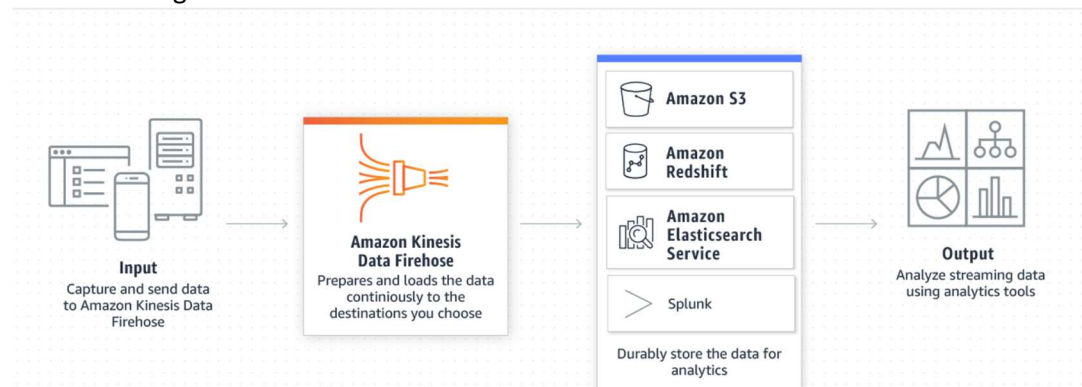 Input
Capture and send data
to Amazon Kinesis Data
Firehose
Amazon Kinesis
Data Firehose
Prepares and loads the data
continiously to the
destinations you choose
Amazon S3
Amazon
Redshift
Amazon
Elasticsearch
Service
Splunk
Durably store the data for
analytics
Output
Analyze streaming data
using analytics tools